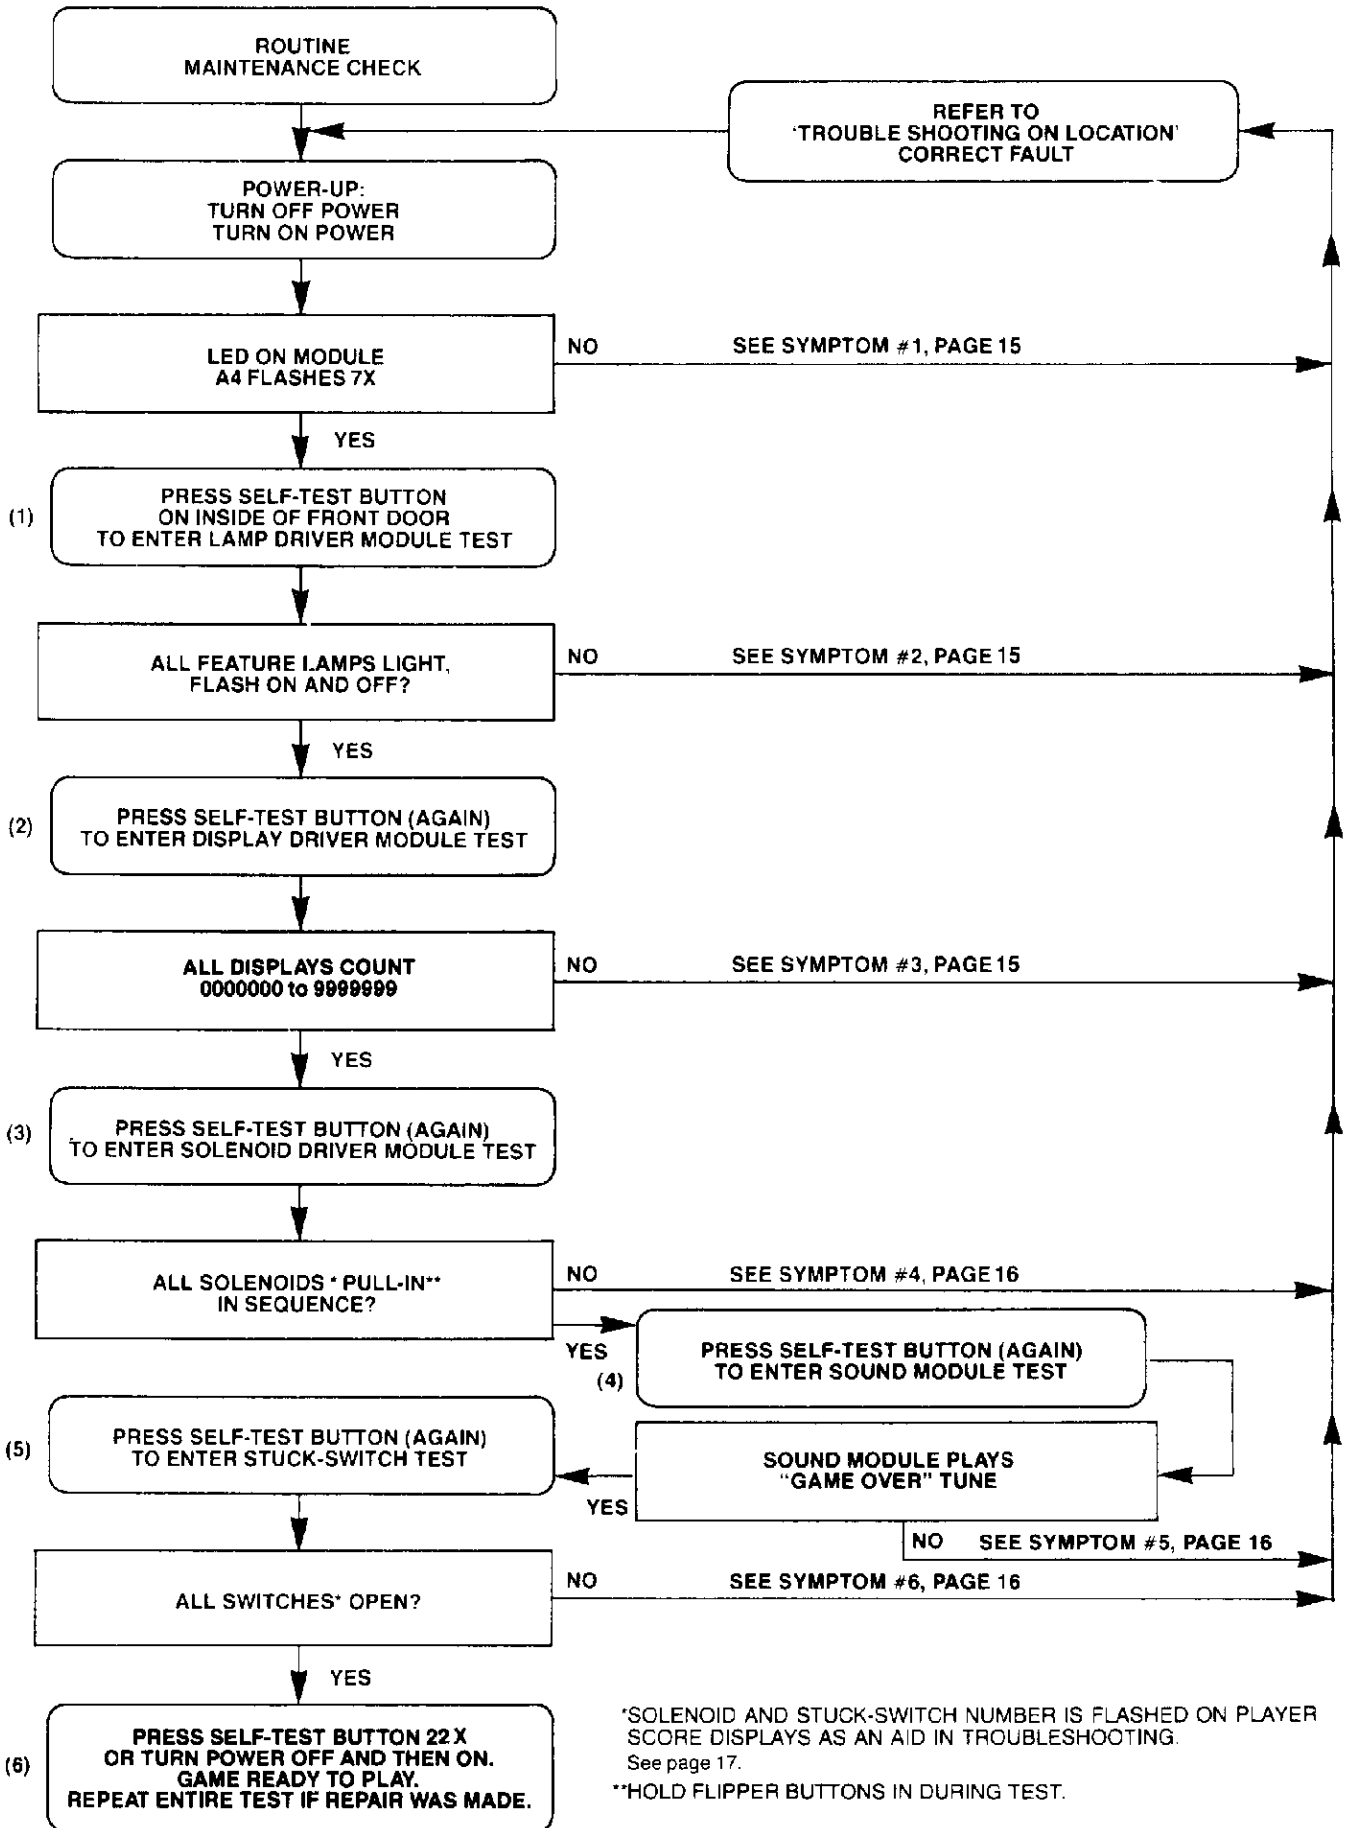 ROUTINE
MAINTENANCE CHECK
REFER TO
'TROUBLE SHOOTING ON LOCATION'
CORRECT FAULT
POWER-UP:
TURN OFF POWER
TURN ON POWER
LED ON MODULE
A4 FLASHES 7X
NO
SEE SYMPTOM #1, PAGE 15
YES
(1)
PRESS SELF-TEST BUTTON
ON INSIDE OF FRONT DOOR
TO ENTER LAMP DRIVER MODULE TEST
ALL FEATURE LAMPS LIGHT,
FLASH ON AND OFF?
NO
SEE SYMPTOM #2, PAGE 15
YES
(2)
PRESS SELF-TEST BUTTON (AGAIN)
TO ENTER DISPLAY DRIVER MODULE TEST
ALL DISPLAYS COUNT
0000000 to 9999999
NO
SEE SYMPTOM #3, PAGE 15
YES
(3)
PRESS SELF-TEST BUTTON (AGAIN)
TO ENTER SOLENOID DRIVER MODULE TEST
ALL SOLENOIDS * PULL-IN**
IN SEQUENCE?
NO
SEE SYMPTOM #4, PAGE 16
YES
(4)
PRESS SELF-TEST BUTTON (AGAIN)
TO ENTER SOUND MODULE TEST
SOUND MODULE PLAYS
"GAME OVER" TUNE
YES
NO
SEE SYMPTOM #5, PAGE 16
(5)
PRESS SELF-TEST BUTTON (AGAIN)
TO ENTER STUCK-SWITCH TEST
ALL SWITCHES* OPEN?
NO
SEE SYMPTOM #6, PAGE 16
YES
(6)
PRESS SELF-TEST BUTTON 22 X
OR TURN POWER OFF AND THEN ON.
GAME READY TO PLAY.
REPEAT ENTIRE TEST IF REPAIR WAS MADE.
*SOLENOID AND STUCK-SWITCH NUMBER IS FLASHED ON PLAYER
SCORE DISPLAYS AS AN AID IN TROUBLESHOOTING.
See page 17.
**HOLD FLIPPER BUTTONS IN DURING TEST.